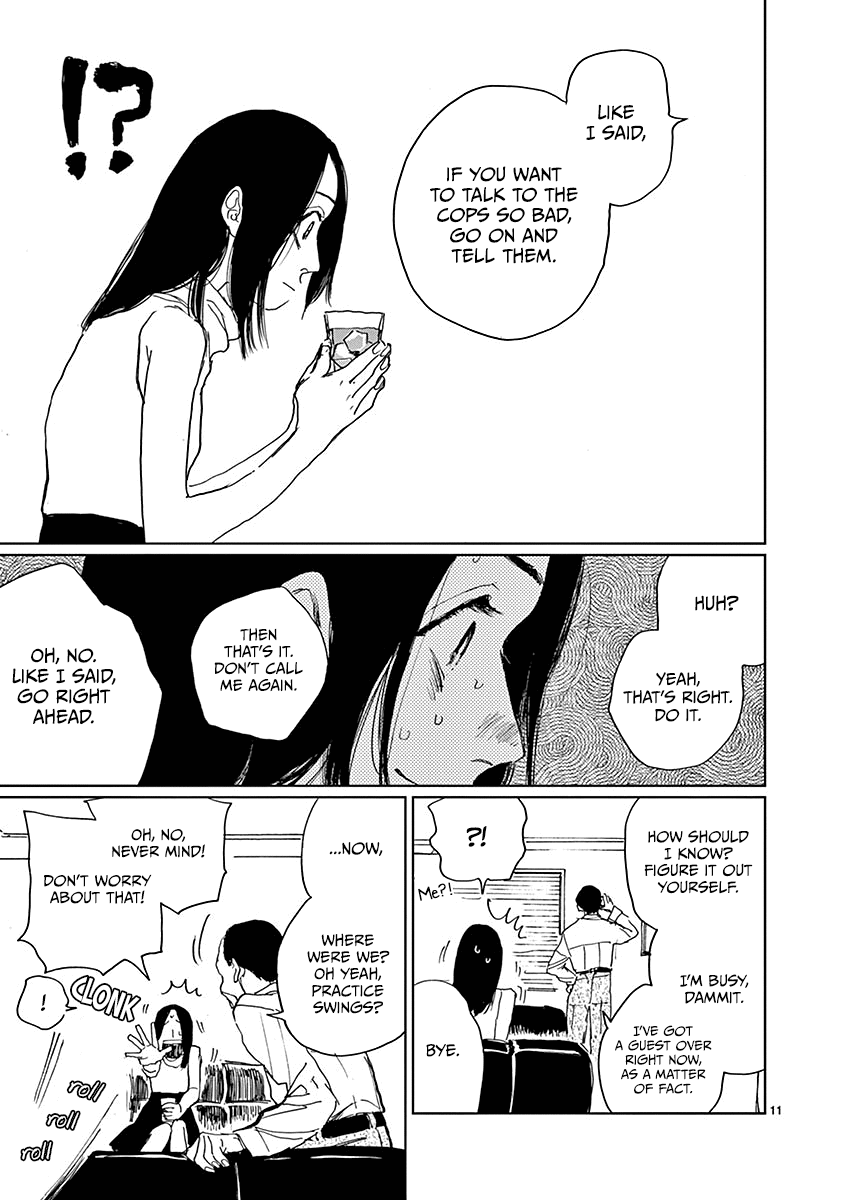 !?
LIKE
I SAID,
IF YOU WANT
TO TALK TO THE
COPS SO BAD,
GO ON AND
TELL THEM.
HUH?
YEAH,
THAT'S RIGHT.
DO IT.
THEN
THAT'S IT.
DON'T CALL
ME AGAIN.
OH, NO.
LIKE I SAID,
GO RIGHT
AHEAD.
HOW SHOULD
I KNOW?
FIGURE IT OUT
YOURSELF.
I'M BUSY,
DAMMIT.
I'VE GOT
A GUEST OVER
RIGHT NOW,
AS A MATTER
OF FACT.
?!
Me?!
BYE.
...NOW,
WHERE
WERE WE?
OH YEAH,
PRACTICE
SWINGS?
OH, NO,
NEVER MIND!
DON'T WORRY
ABOUT THAT!
CLONK
!
roll
roll
roll
11